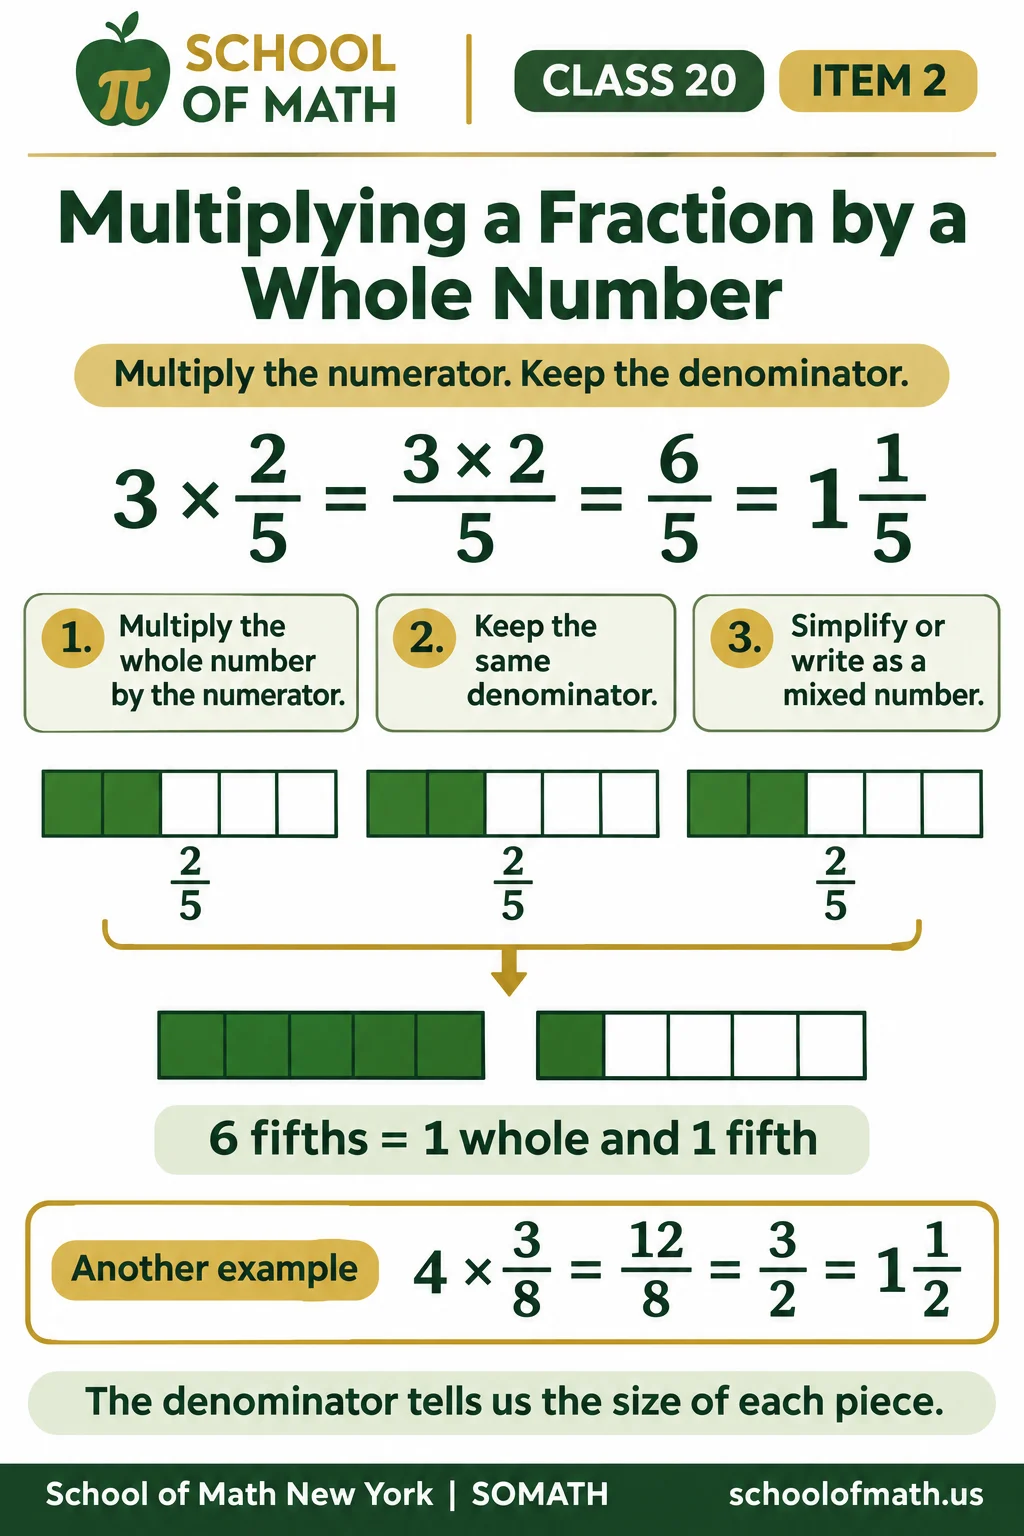 π
SCHOOL
OF MATH
CLASS 20
ITEM 2
Multiplying a Fraction by a
Whole Number
Multiply the numerator. Keep the denominator.
3 × 2/5 = 3 × 2/5 = 6/5 = 1 1/5
1. Multiply the
whole number
by the numerator.
2. Keep the
same
denominator.
3. Simplify or
write as a
mixed number.
2/5
2/5
2/5
6 fifths = 1 whole and 1 fifth
Another example
4 × 3/8 = 12/8 = 3/2 = 1 1/2
The denominator tells us the size of each piece.
School of Math New York | SOMATH
schoolofmath.us